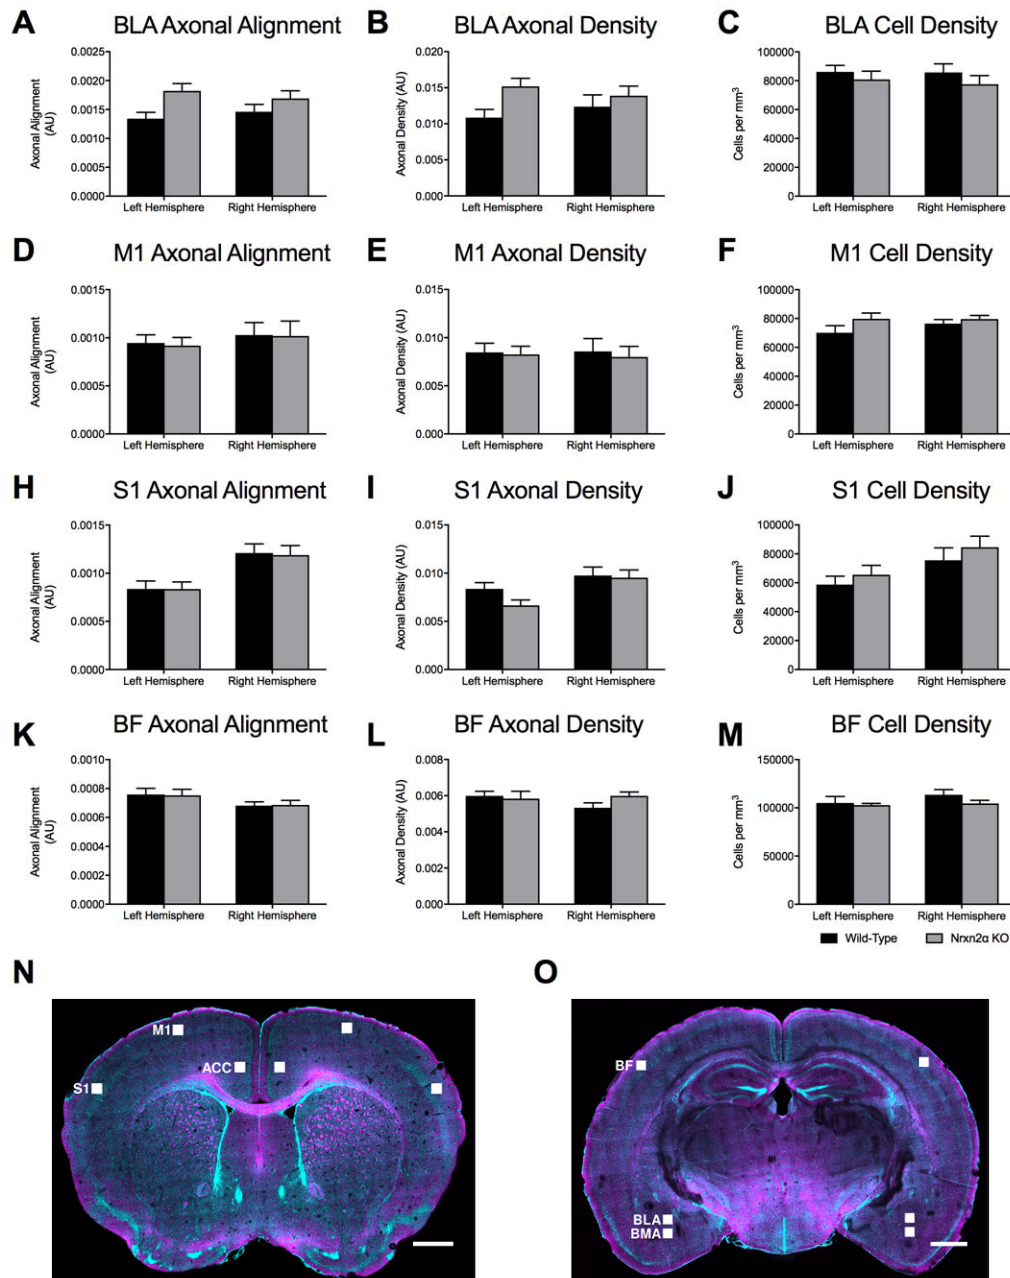 A BLA Axonal Alignment
Axonal Alignment
(AU)
0.0025
0.0020
0.0015
0.0010
0.0005
0.0000
Left Hemisphere Right Hemisphere
B BLA Axonal Density
Axonal Density (AU)
0.020
0.015
0.010
0.005
0.000
Left Hemisphere Right Hemisphere
C BLA Cell Density
Cells per mm³
100000
80000
60000
40000
20000
0
Left Hemisphere Right Hemisphere
D M1 Axonal Alignment
Axonal Alignment
(AU)
0.0015
0.0010
0.0005
0.0000
Left Hemisphere Right Hemisphere
E M1 Axonal Density
Axonal Density (AU)
0.015
0.010
0.005
0.000
Left Hemisphere Right Hemisphere
F M1 Cell Density
Cells per mm³
100000
80000
60000
40000
20000
0
Left Hemisphere Right Hemisphere
H S1 Axonal Alignment
Axonal Alignment
(AU)
0.0015
0.0010
0.0005
0.0000
Left Hemisphere Right Hemisphere
I S1 Axonal Density
Axonal Density (AU)
0.015
0.010
0.005
0.000
Left Hemisphere Right Hemisphere
J S1 Cell Density
Cells per mm³
100000
80000
60000
40000
20000
0
Left Hemisphere Right Hemisphere
K BF Axonal Alignment
Axonal Alignment
(AU)
0.0010
0.0008
0.0006
0.0004
0.0002
0.0000
Left Hemisphere Right Hemisphere
L BF Axonal Density
Axonal Density (AU)
0.008
0.006
0.004
0.002
0.000
Left Hemisphere Right Hemisphere
M BF Cell Density
Cells per mm³
150000
100000
50000
0
Left Hemisphere Right Hemisphere
Wild-Type Nrxn2α KO
N
M1
ACC
S1
O
BF
BLA
BMA